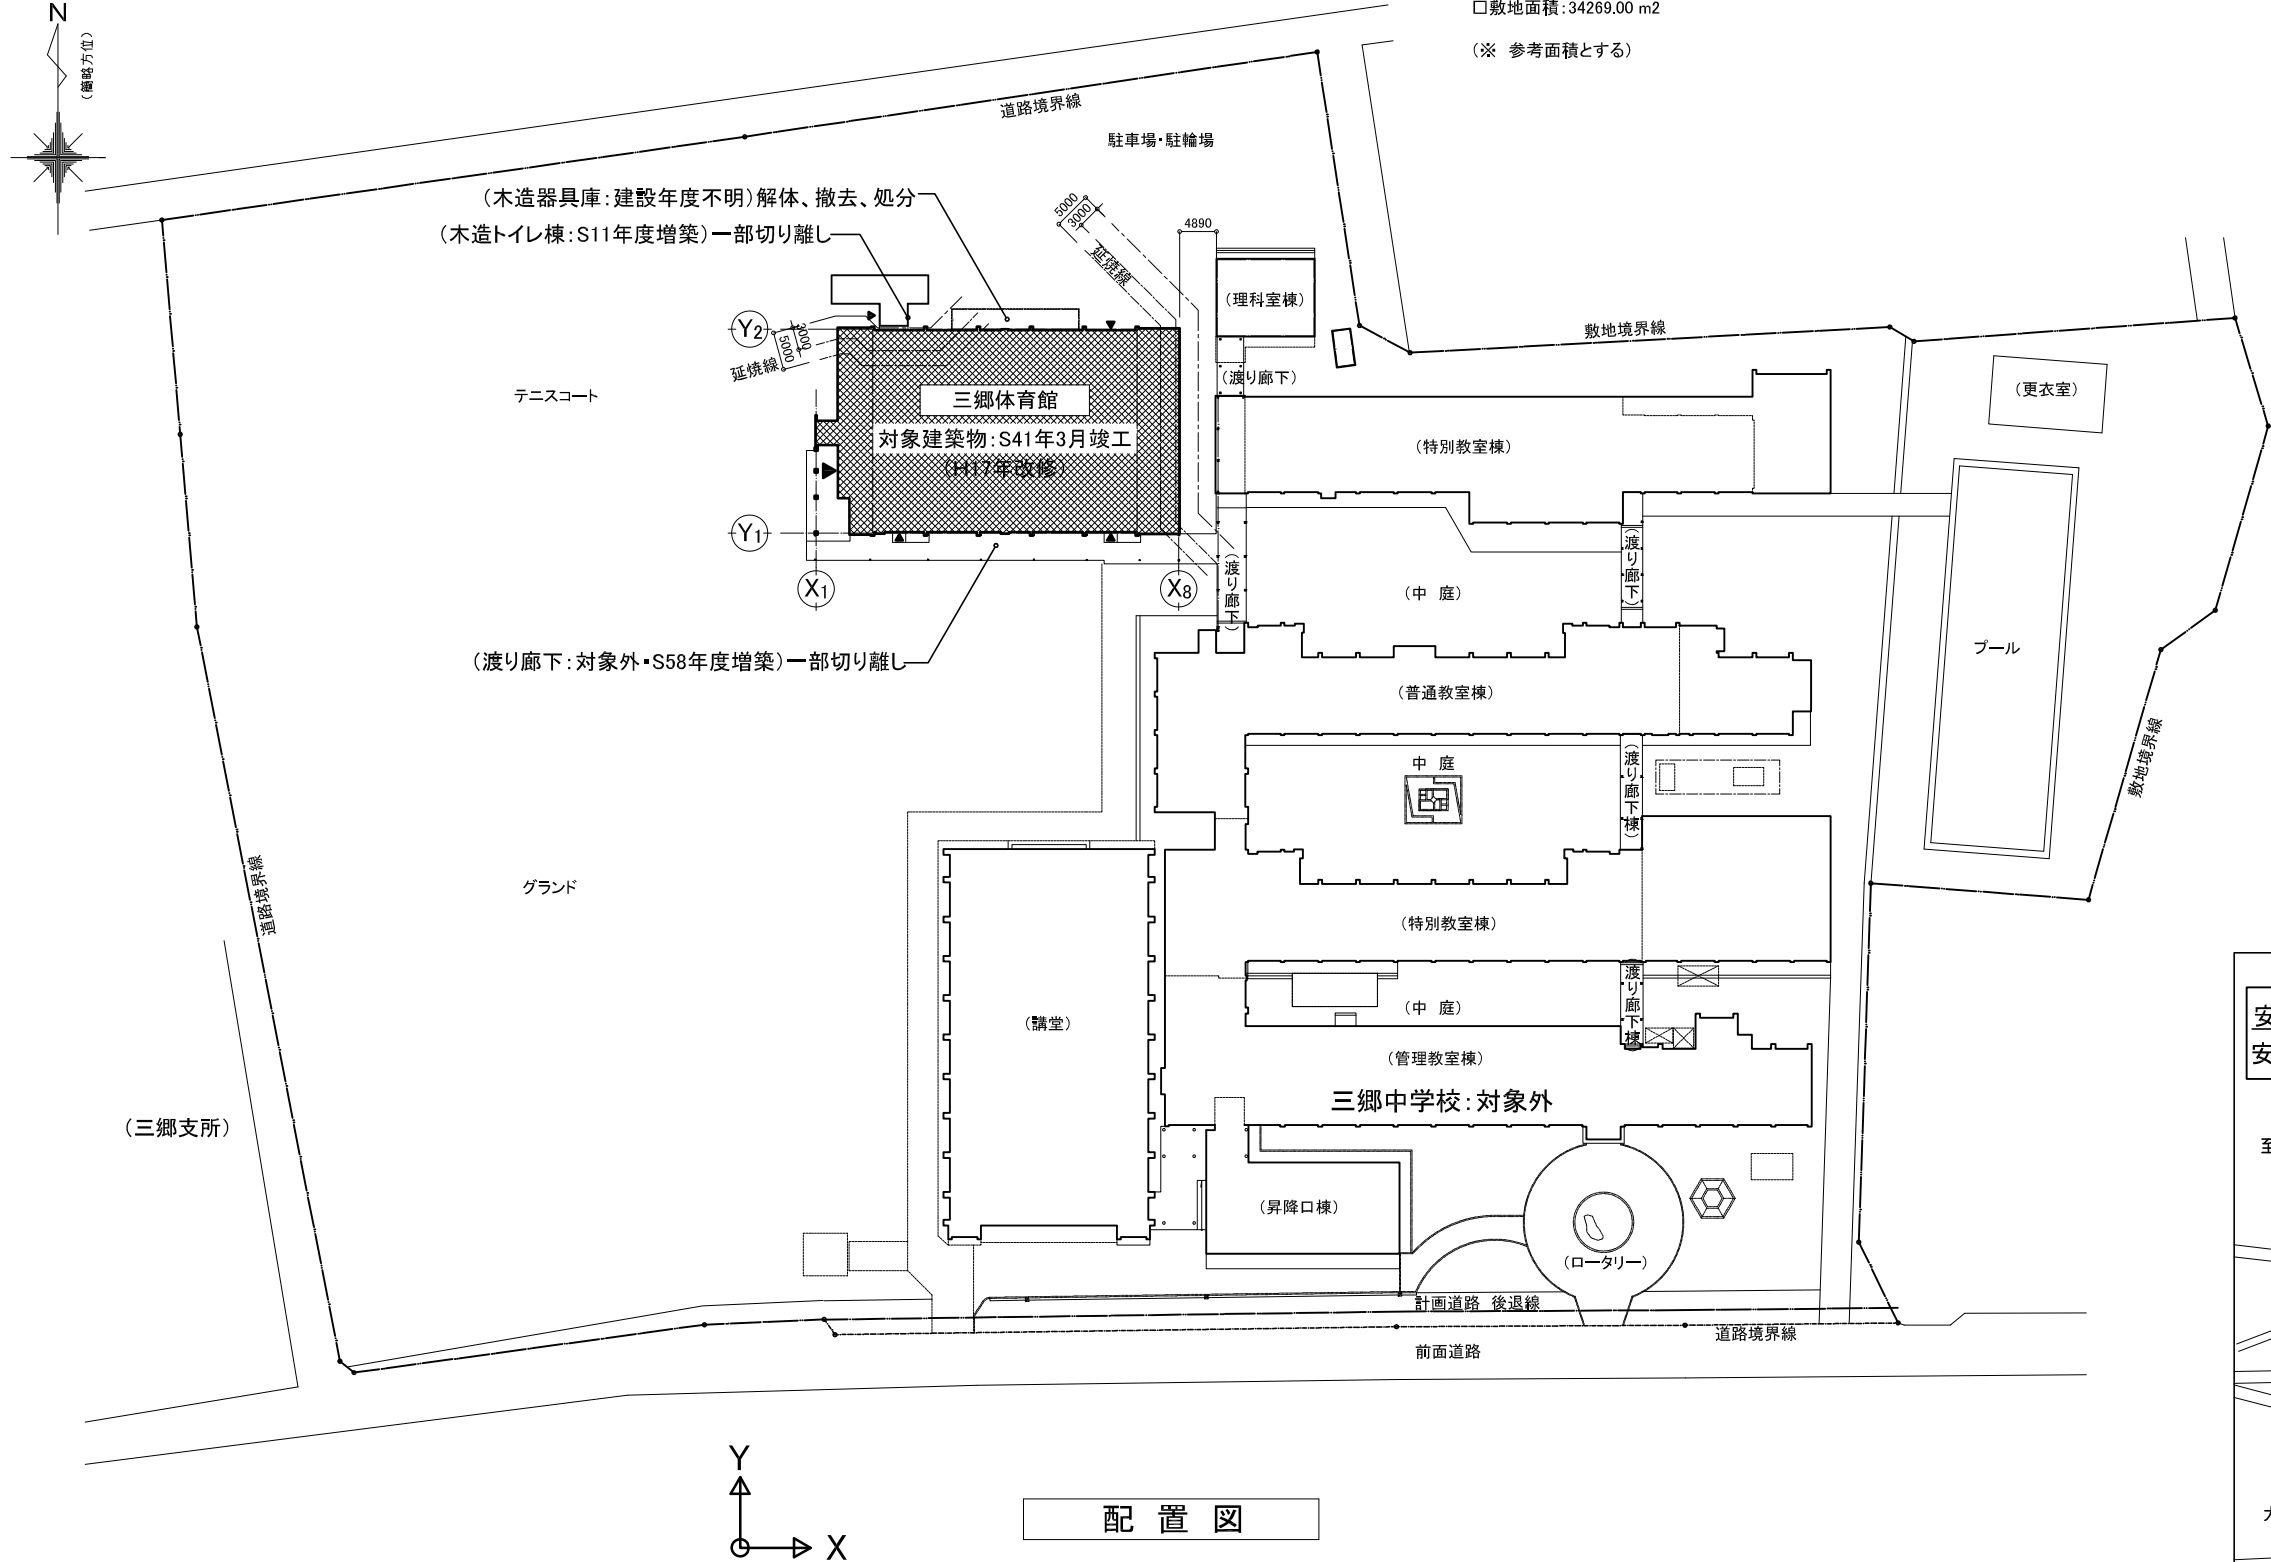 N
(簡略方位)
□敷地面積:34269.00 m2
(※ 参考面積とする)
道路境界線
駐車場・駐輪場
(木造器具庫:建設年度不明)解体、撤去、処分
(木造トイレ棟:S11年度増築)一部切り離し
5000
3000
延焼線
4890
(理科室棟)
敷地境界線
Y2
3000
5000
延焼線
(渡り廊下)
(更衣室)
テニスコート
三郷体育館
対象建築物:S41年3月竣工
(H17年改修)
(特別教室棟)
Y1
X1
X8
(渡り廊下)
(渡り廊下)
(中 庭)
プール
(渡り廊下:対象外・S58年度増築)一部切り離し
(普通教室棟)
敷地境界線
中 庭
(渡り廊下棟)
道路境界線
グランド
(特別教室棟)
(渡り廊下棟)
(中 庭)
(講堂)
(管理教室棟)
三郷中学校:対象外
(三郷支所)
(昇降口棟)
(ロータリー)
計画道路 後退線
道路境界線
前面道路
安
安
Y
X
配 置 図